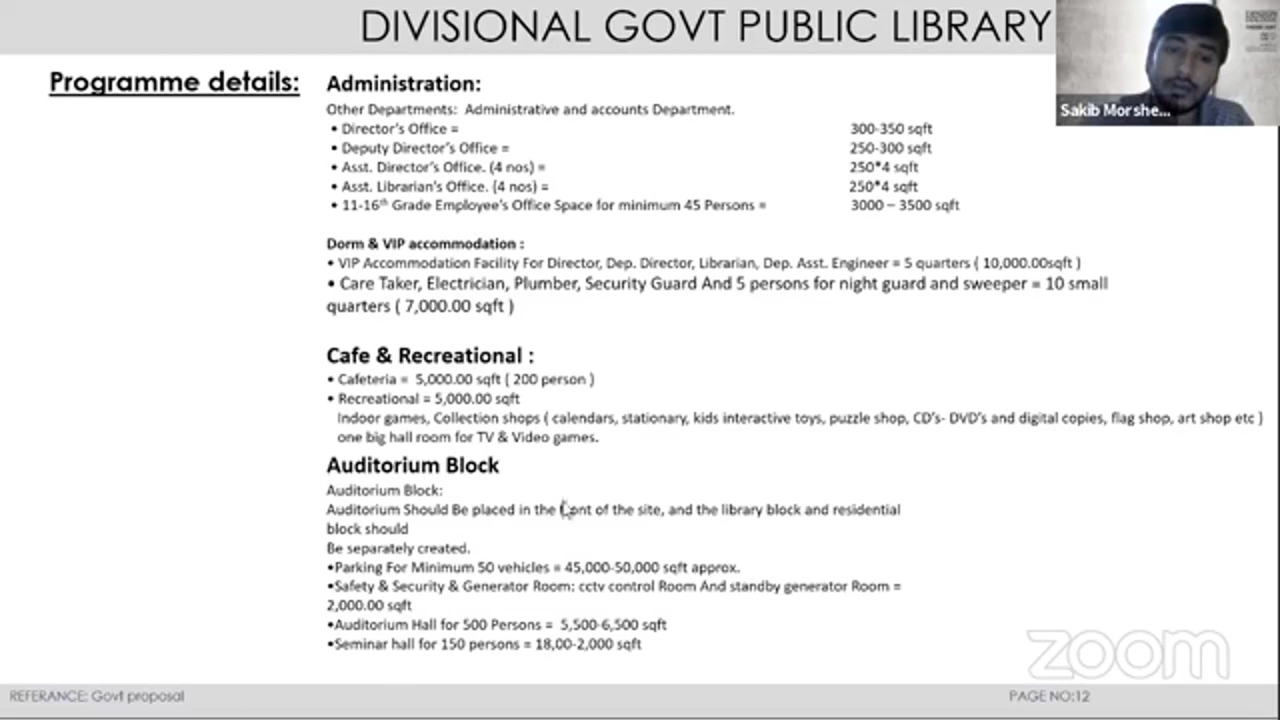 DIVISIONAL GOVT PUBLIC LIBRARY
Sakib Morshe...
Programme details:
Administration:
Other Departments: Administrative and accounts Department.
• Director's Office = 300-350 sqft
• Deputy Director's Office = 250-300 sqft
• Asst. Director's Office. (4 nos) = 250*4 sqft
• Asst. Librarian's Office. (4 nos) = 250*4 sqft
• 11-16th Grade Employee's Office Space for minimum 45 Persons = 3000 – 3500 sqft
Dorm & VIP accommodation :
• VIP Accommodation Facility For Director, Dep. Director, Librarian, Dep. Asst. Engineer = 5 quarters ( 10,000.00sqft )
• Care Taker, Electrician, Plumber, Security Guard And 5 persons for night guard and sweeper = 10 small
quarters ( 7,000.00 sqft )
Cafe & Recreational :
• Cafeteria = 5,000.00 sqft ( 200 person )
• Recreational = 5,000.00 sqft
Indoor games, Collection shops ( calendars, stationary, kids interactive toys, puzzle shop, CD's- DVD's and digital copies, flag shop, art shop etc )
one big hall room for TV & Video games.
Auditorium Block
Auditorium Block:
Auditorium Should Be placed in the front of the site, and the library block and residential
block should
Be separately created.
•Parking For Minimum 50 vehicles = 45,000-50,000 sqft approx.
•Safety & Security & Generator Room: cctv control Room And standby generator Room =
2,000.00 sqft
•Auditorium Hall for 500 Persons = 5,500-6,500 sqft
•Seminar hall for 150 persons = 18,00-2,000 sqft
zoom
REFERANCE: Govt proposal
PAGE NO:12